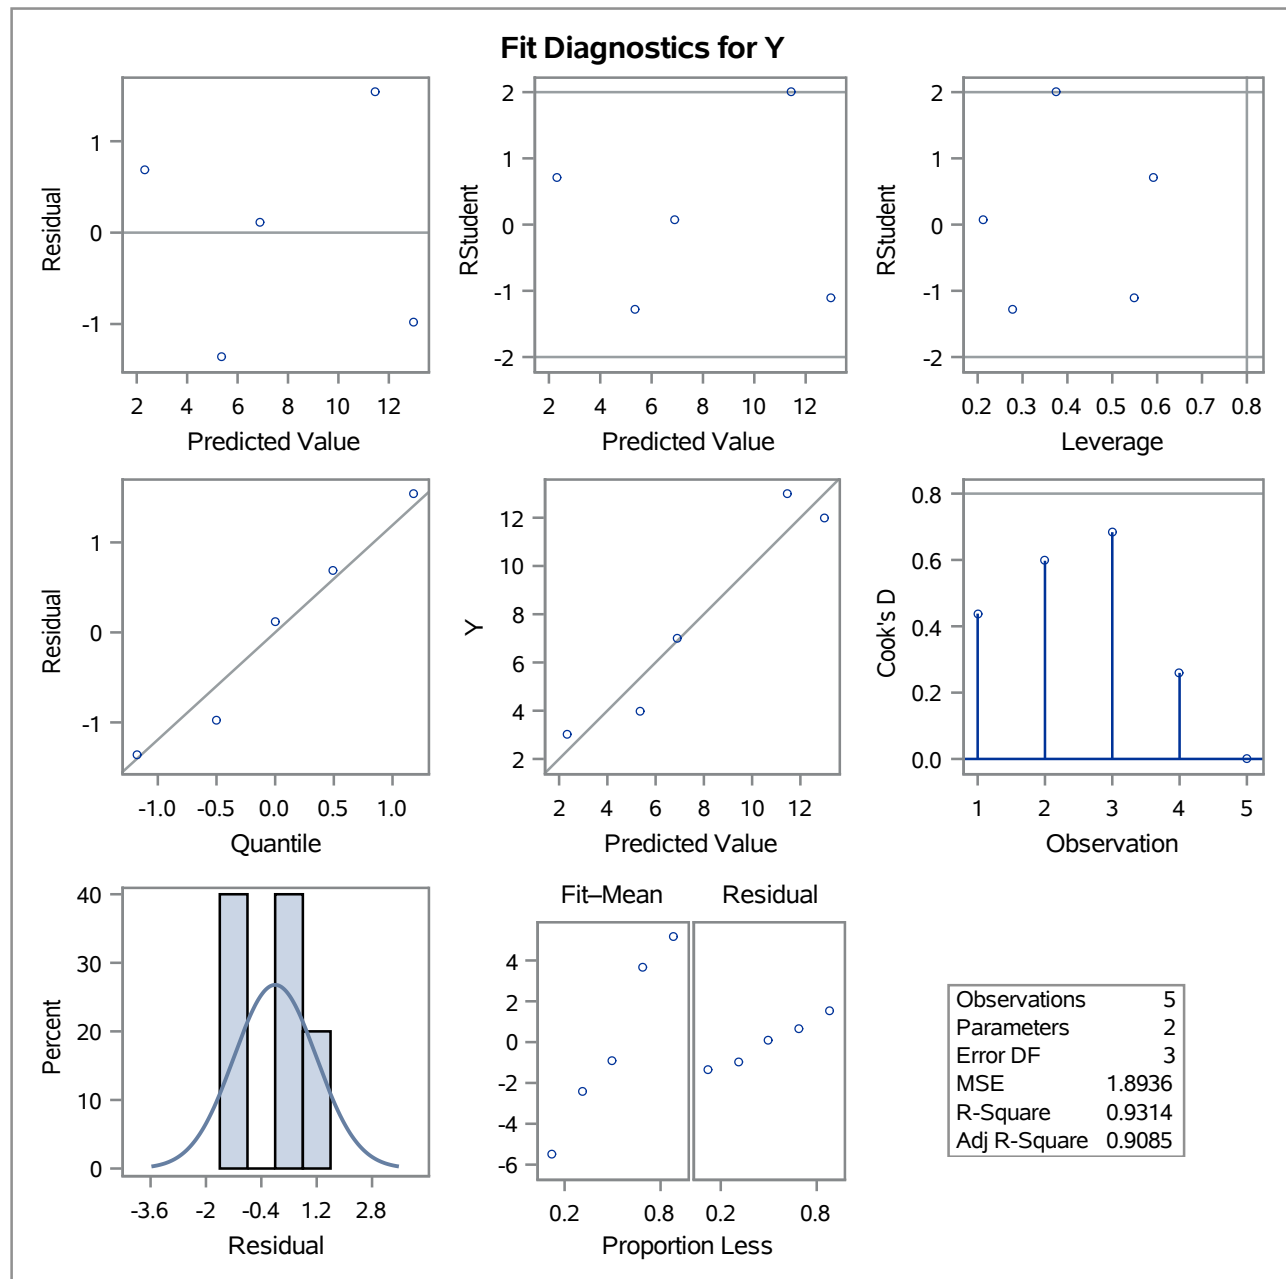 Fit Diagnostics for Y
1
0
-1
Residual
2 4 6 8 10 12
Predicted Value
2
1
0
-1
-2
RStudent
2 4 6 8 10 12
Predicted Value
2
1
0
-1
-2
RStudent
0.2 0.3 0.4 0.5 0.6 0.7 0.8
Leverage
1
0
-1
Residual
-1.0 -0.5 0.0 0.5 1.0
Quantile
12
10
8
6
4
2
Y
2 4 6 8 10 12
Predicted Value
0.8
0.6
0.4
0.2
0.0
Cook's D
1 2 3 4 5
Observation
40
30
20
10
0
Percent
-3.6 -2 -0.4 1.2 2.8
Residual
Fit–Mean Residual
4
2
0
-2
-4
-6
0.2 0.8 0.2 0.8
Proportion Less
Observations 5
Parameters 2
Error DF 3
MSE 1.8936
R-Square 0.9314
Adj R-Square 0.9085